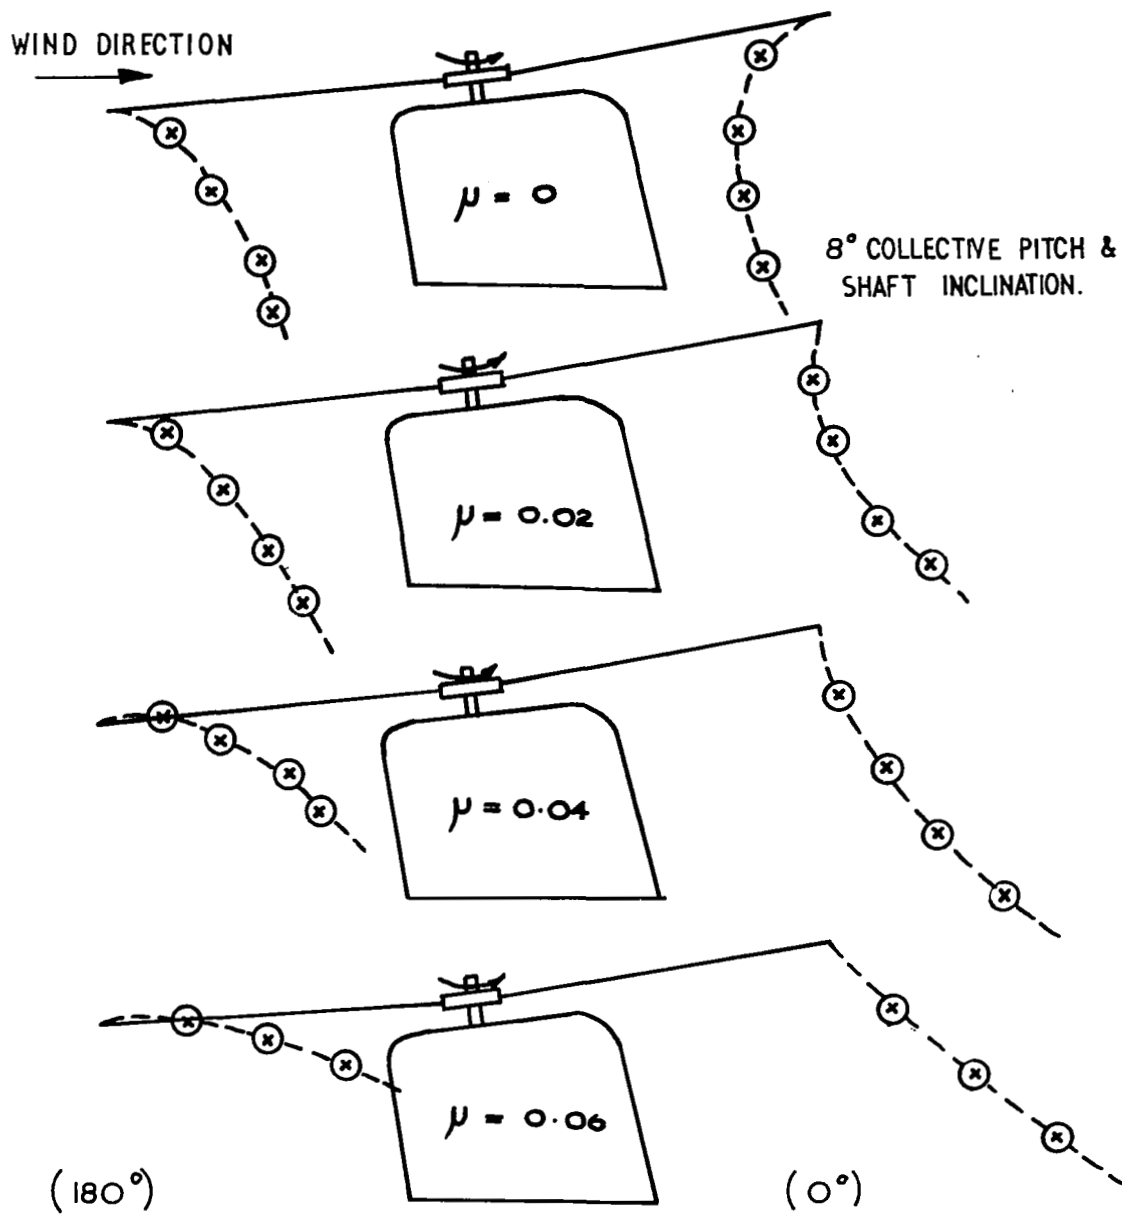 WIND DIRECTION
μ = 0
8° COLLECTIVE PITCH &
SHAFT INCLINATION.
μ = 0.02
μ = 0.04
μ = 0.06
(180°)
(0°)